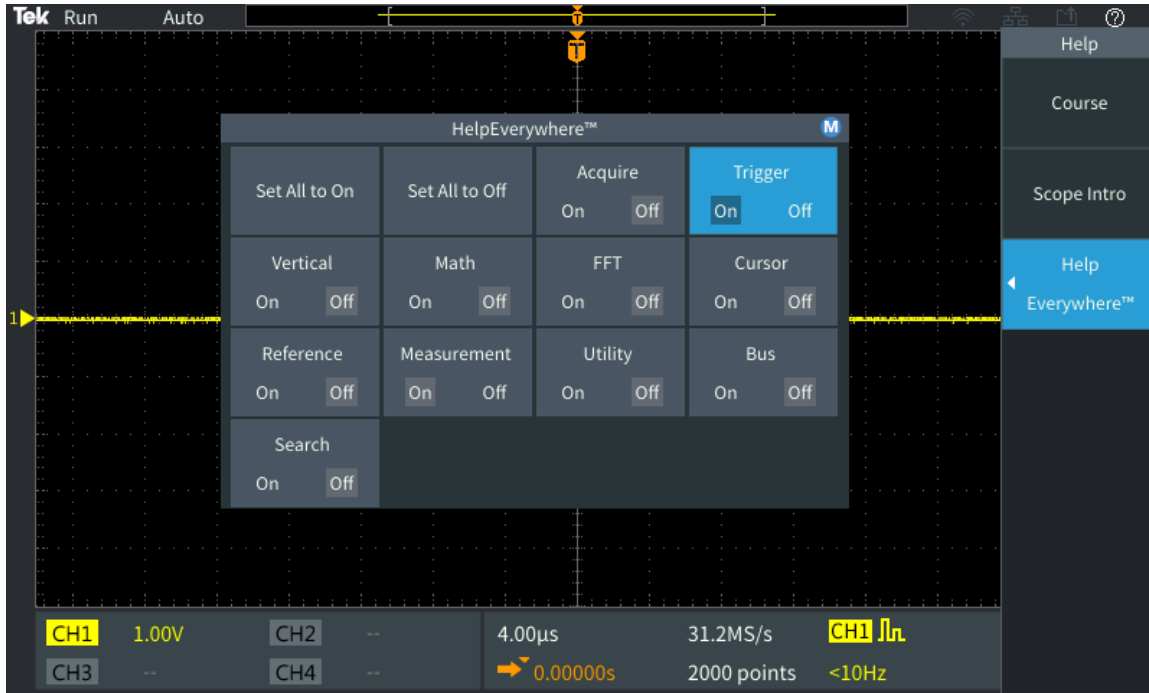 Tek Run Auto T
T
Help
Course
Scope Intro
Help
Everywhere™
HelpEverywhere™ M
Set All to On Set All to Off Acquire Trigger
On Off On Off
Vertical Math FFT Cursor
On Off On Off On Off On Off
Reference Measurement Utility Bus
On Off On Off On Off On Off
Search
On Off
1
CH1 1.00V CH2 -- 4.00µs 31.2MS/s CH1
CH3 -- CH4 -- 0.00000s 2000 points <10Hz